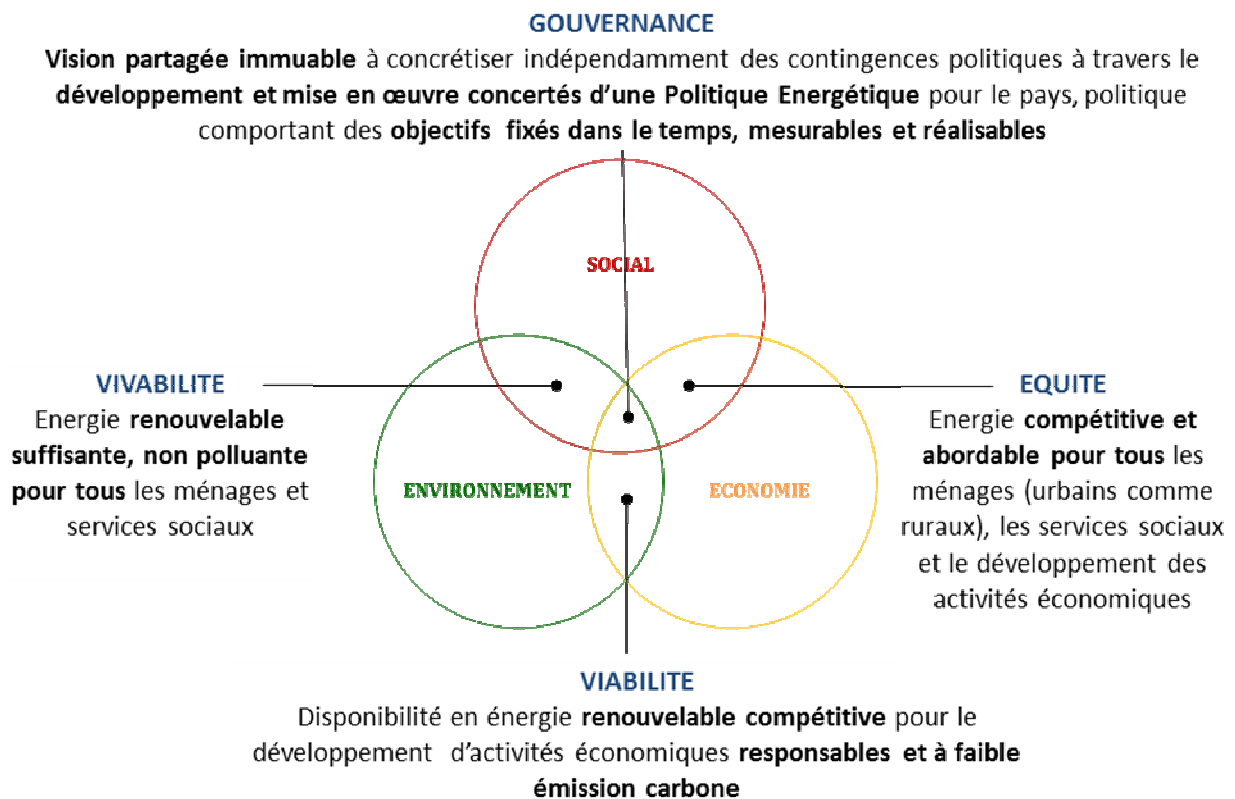 GOUVERNANCE
Vision partagée immuable à concrétiser indépendamment des contingences politiques à travers le
développement et mise en œuvre concertés d’une Politique Energétique pour le pays, politique
comportant des objectifs fixés dans le temps, mesurables et réalisables
SOCIAL
VIVABILITE
Energie renouvelable
suffisante, non polluante
pour tous les ménages et
services sociaux
EQUITE
Energie compétitive et
abordable pour tous les
ménages (urbains comme
ruraux), les services sociaux
et le développement des
activités économiques
ENVIRONNEMENT
ECONOMIE
VIABILITE
Disponibilité en énergie renouvelable compétitive pour le
développement d’activités économiques responsables et à faible
émission carbone